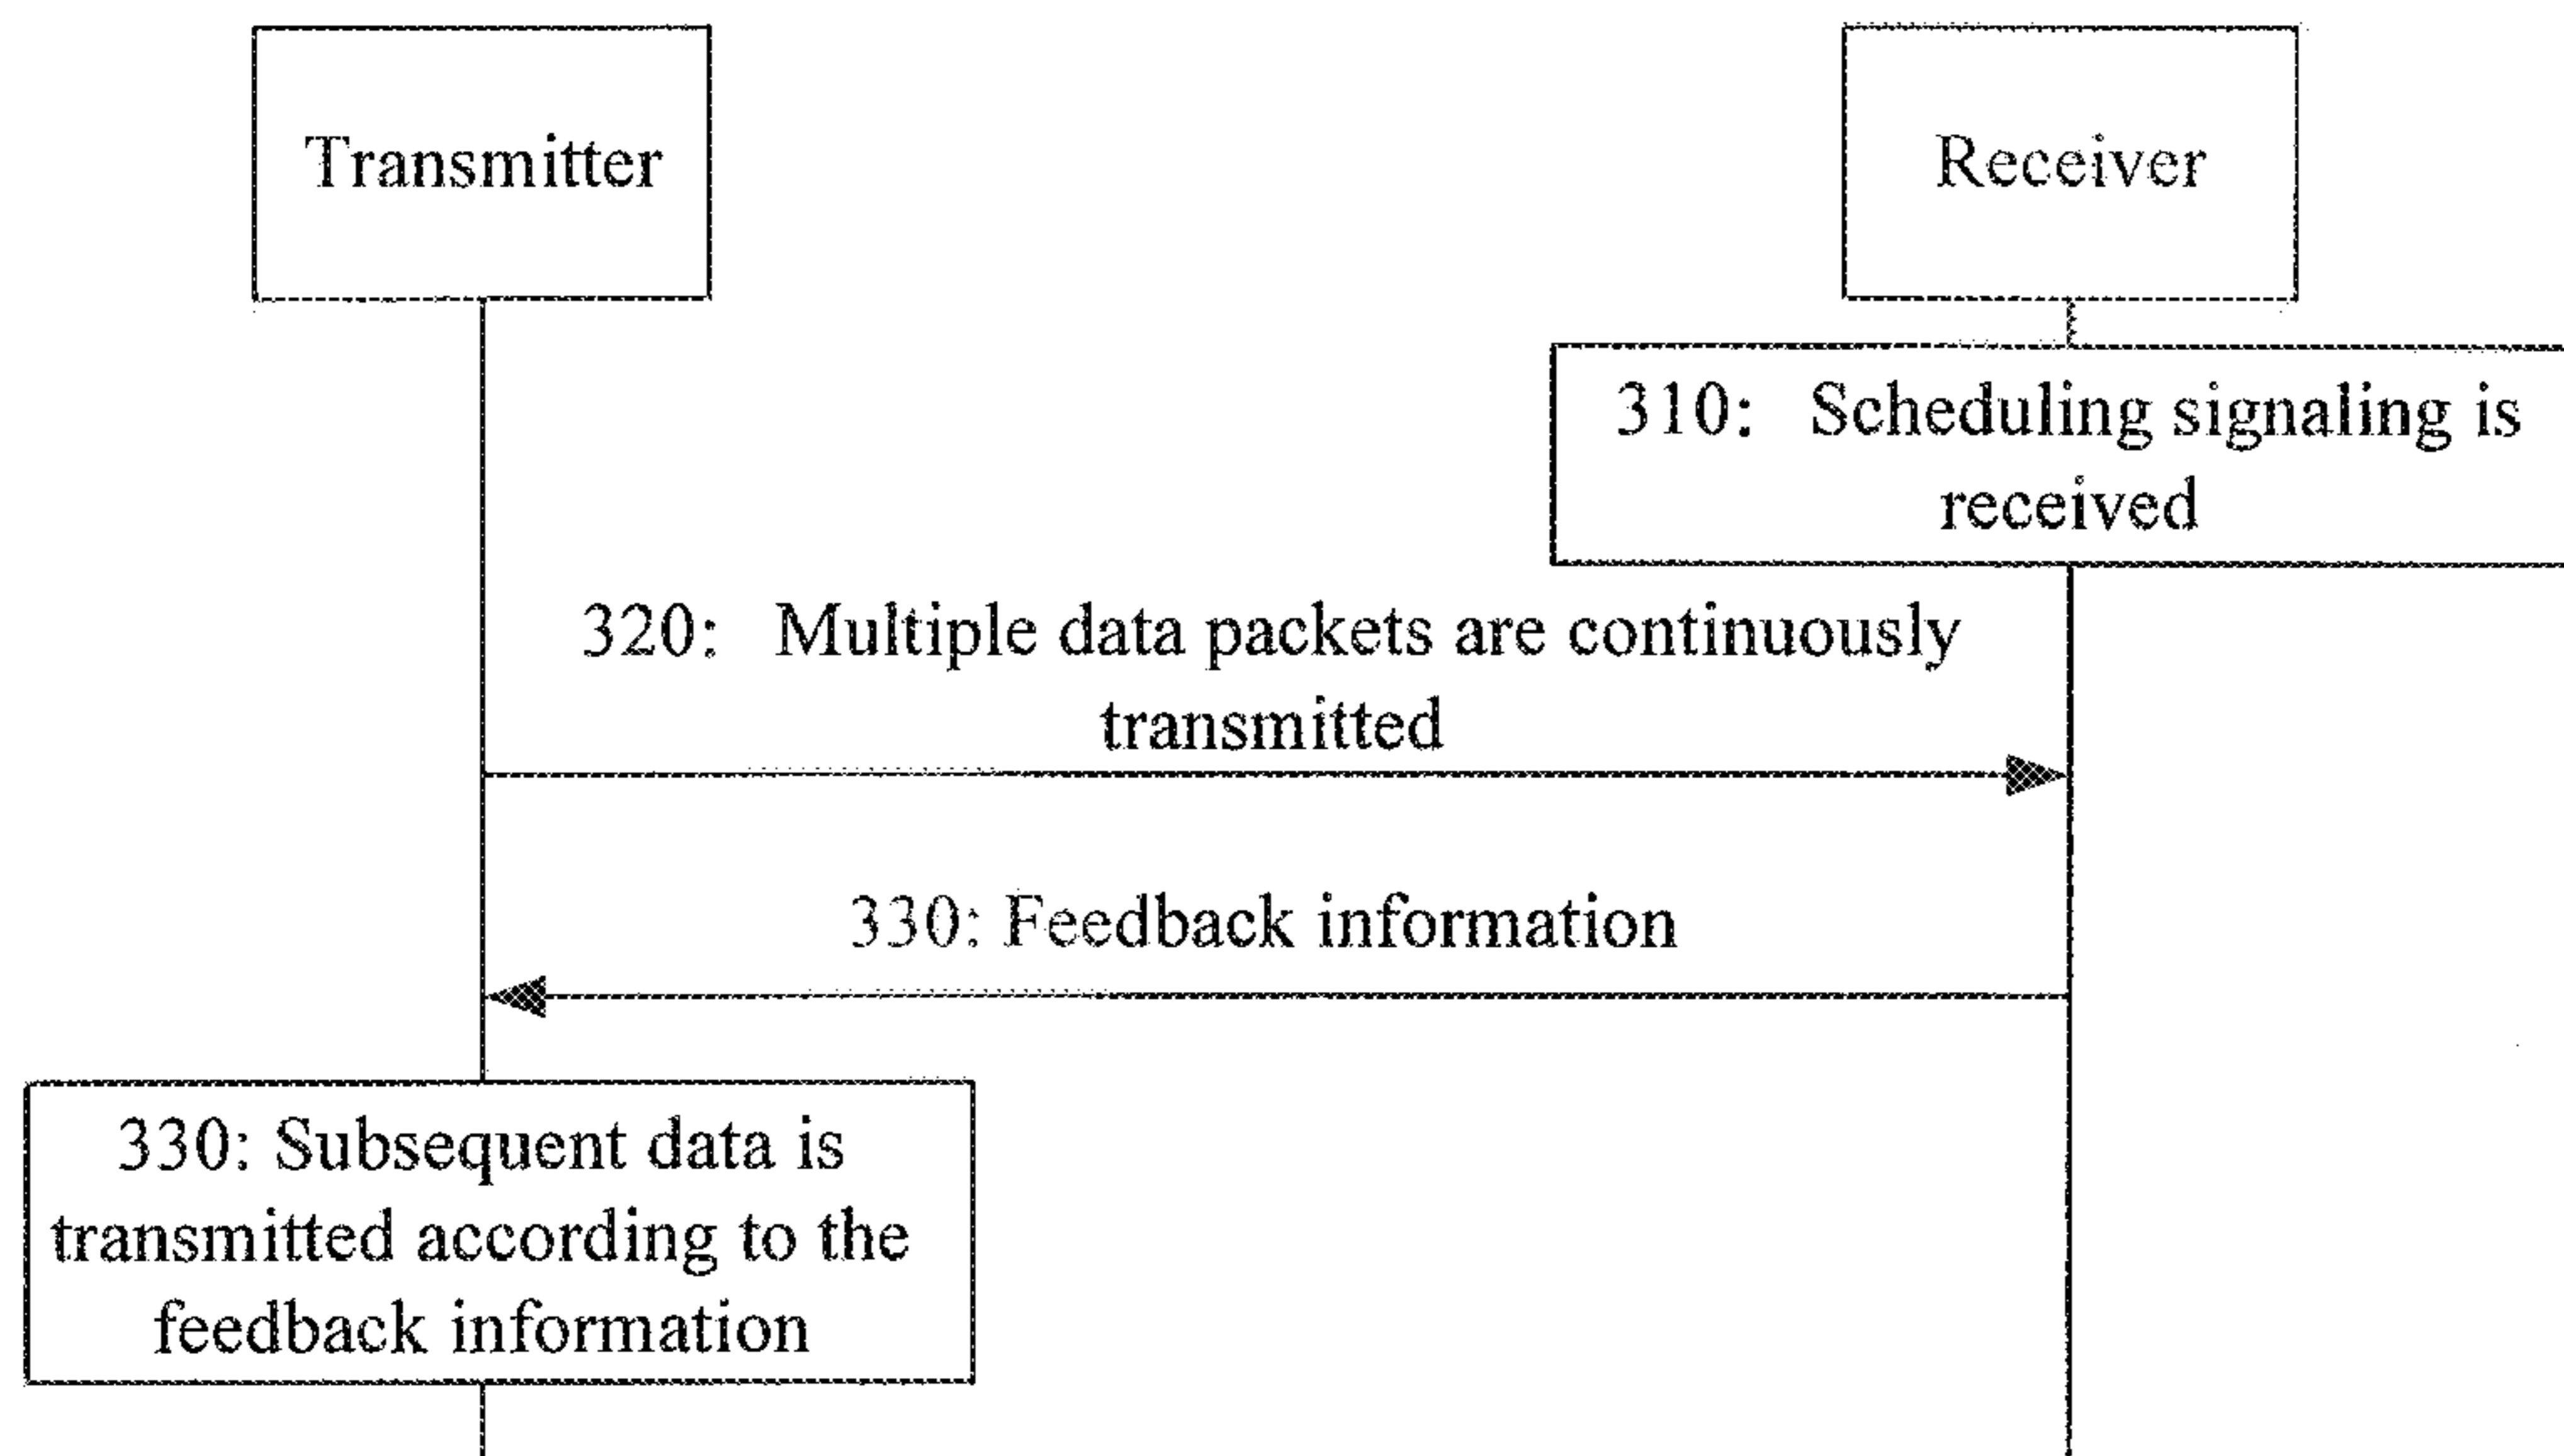 Transmitter
Receiver
310: Scheduling signaling is
received
320: Multiple data packets are continuously
transmitted
330: Feedback information
330: Subsequent data is
transmitted according to the
feedback information